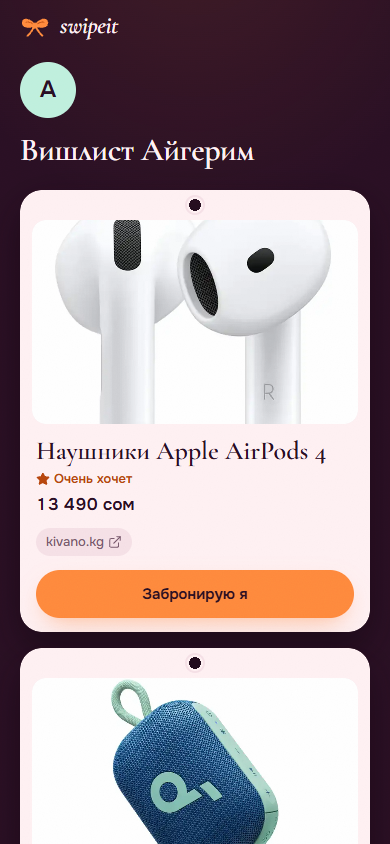 swipeit
A
Вишлист Айгерим
R
Наушники Apple AirPods 4
Очень хочет
13 490 сом
kivano.kg
Забронирую я